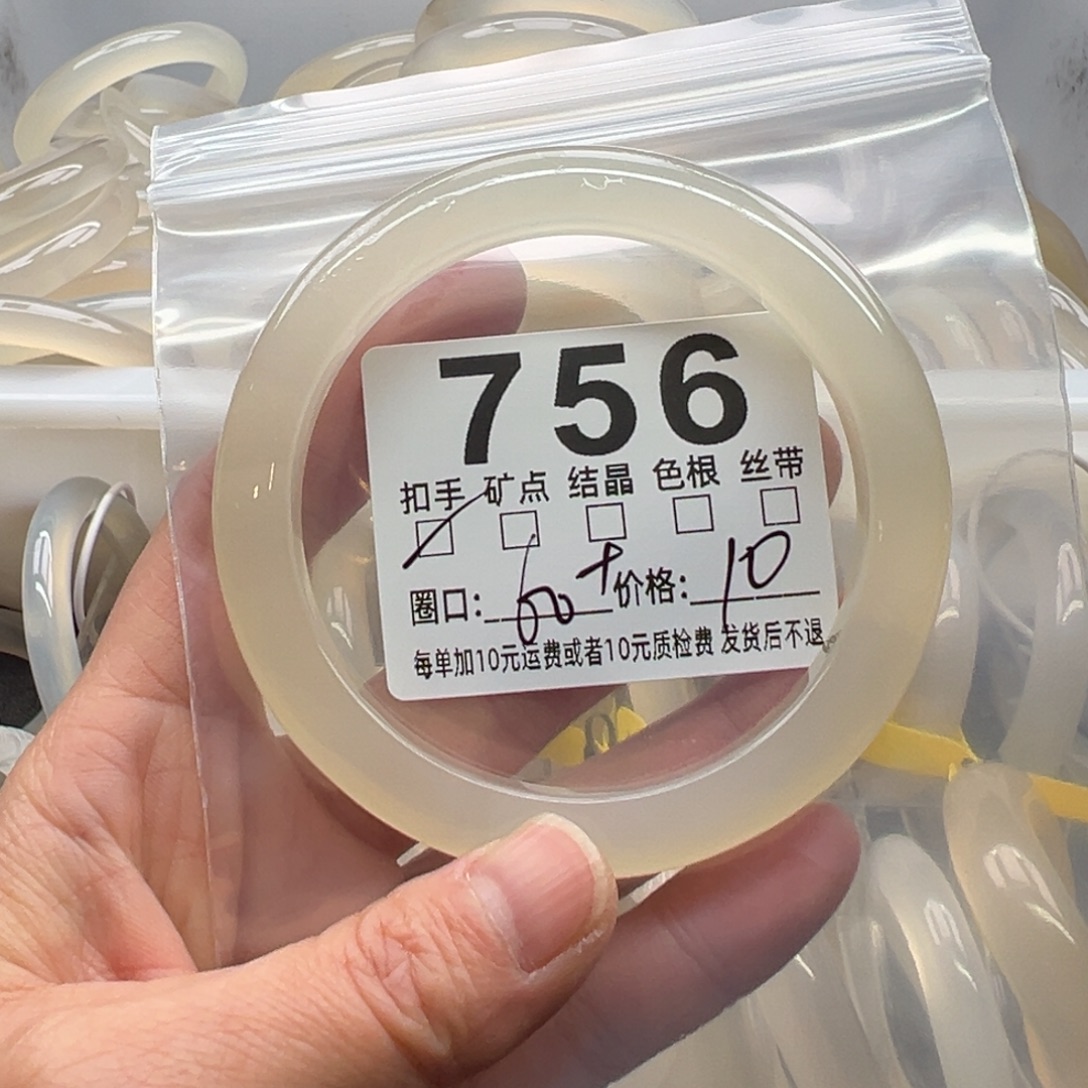 756
扣手 矿点 结晶 色根 丝带
圈口: 60+ 价格: 10
每单加10元运费或者10元质检费 发货后不退